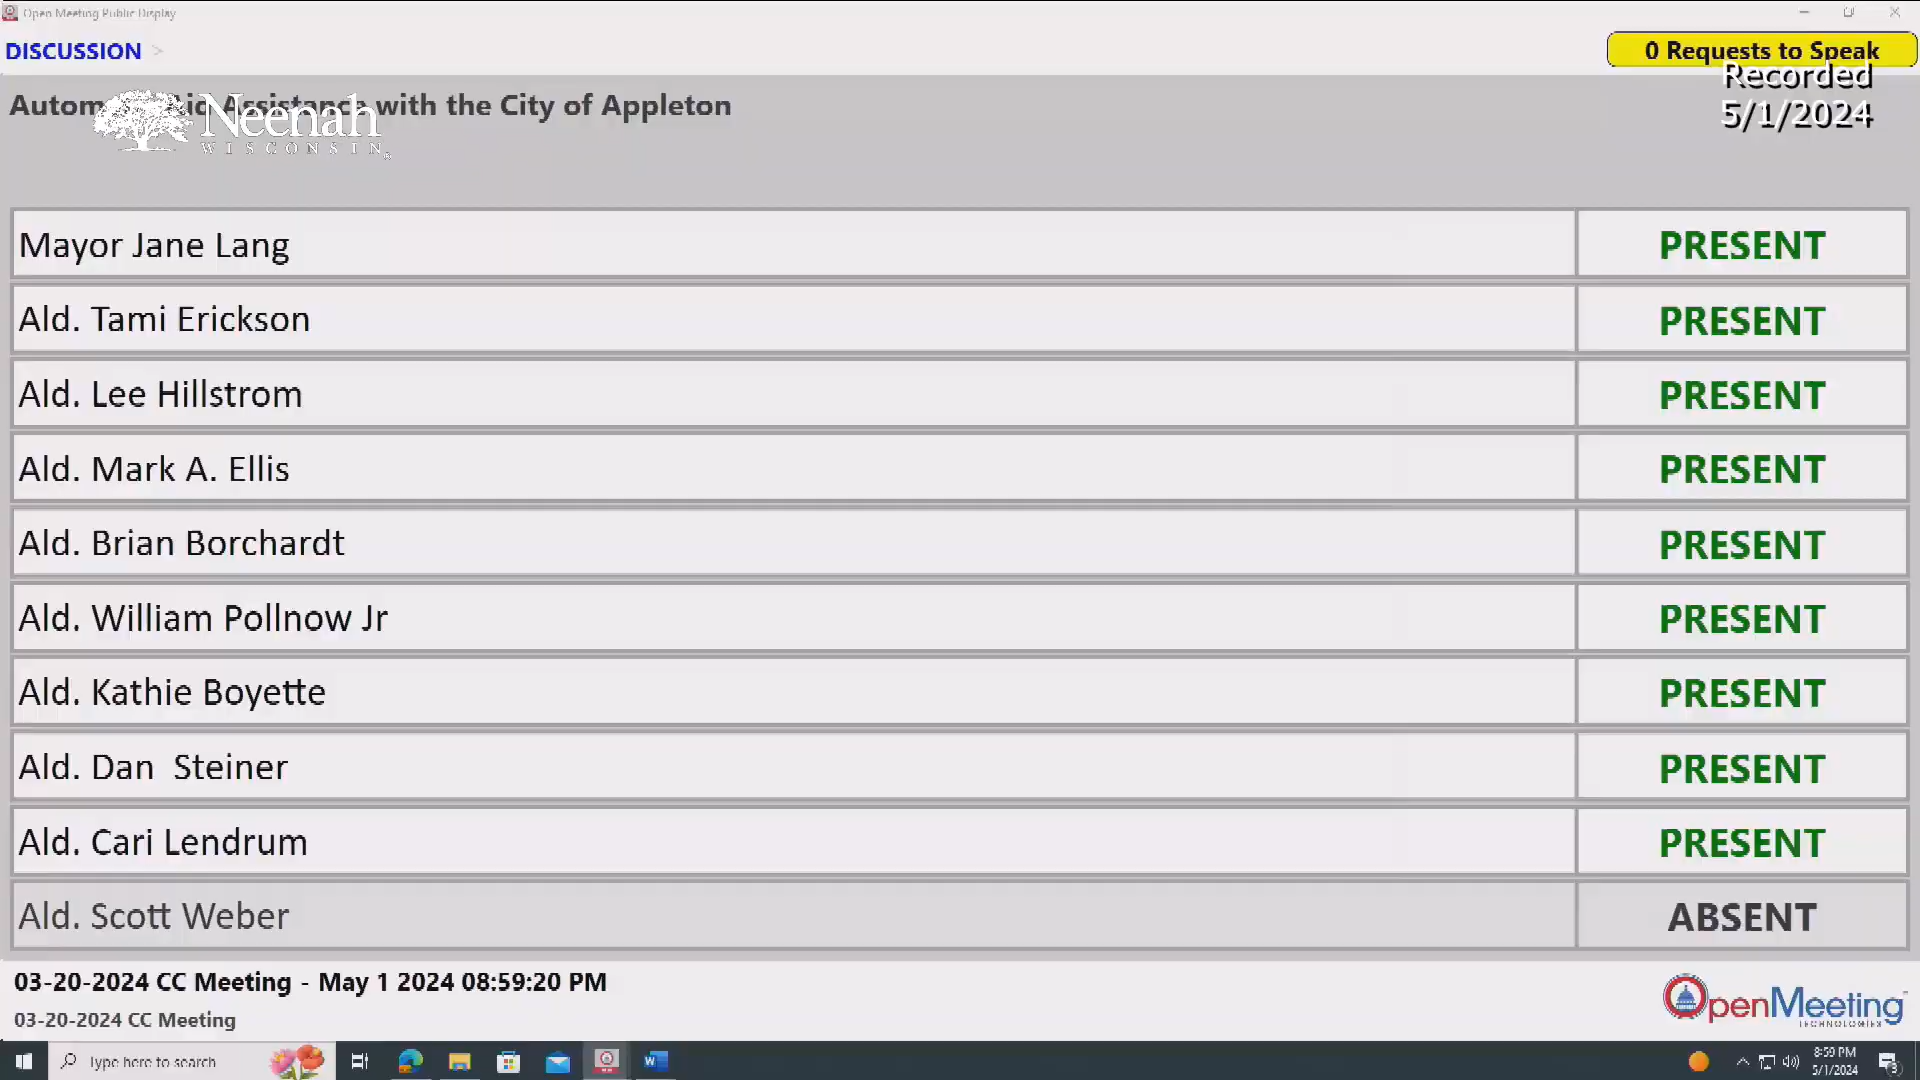 Open Meeting Public Display
DISCUSSION >
0 Requests to Speak
Recorded
5/1/2024
Assistance with the City of Appleton
Neenah
WISCONSIN
Mayor Jane Lang PRESENT
Ald. Tami Erickson PRESENT
Ald. Lee Hillstrom PRESENT
Ald. Mark A. Ellis PRESENT
Ald. Brian Borchardt PRESENT
Ald. William Pollnow Jr PRESENT
Ald. Kathie Boyette PRESENT
Ald. Dan  Steiner PRESENT
Ald. Cari Lendrum PRESENT
Ald. Scott Weber ABSENT
03-20-2024 CC Meeting - May 1 2024 08:59:20 PM
03-20-2024 CC Meeting
OpenMeeting
TECHNOLOGIES
Type here to search
8:59 PM
5/1/2024
3